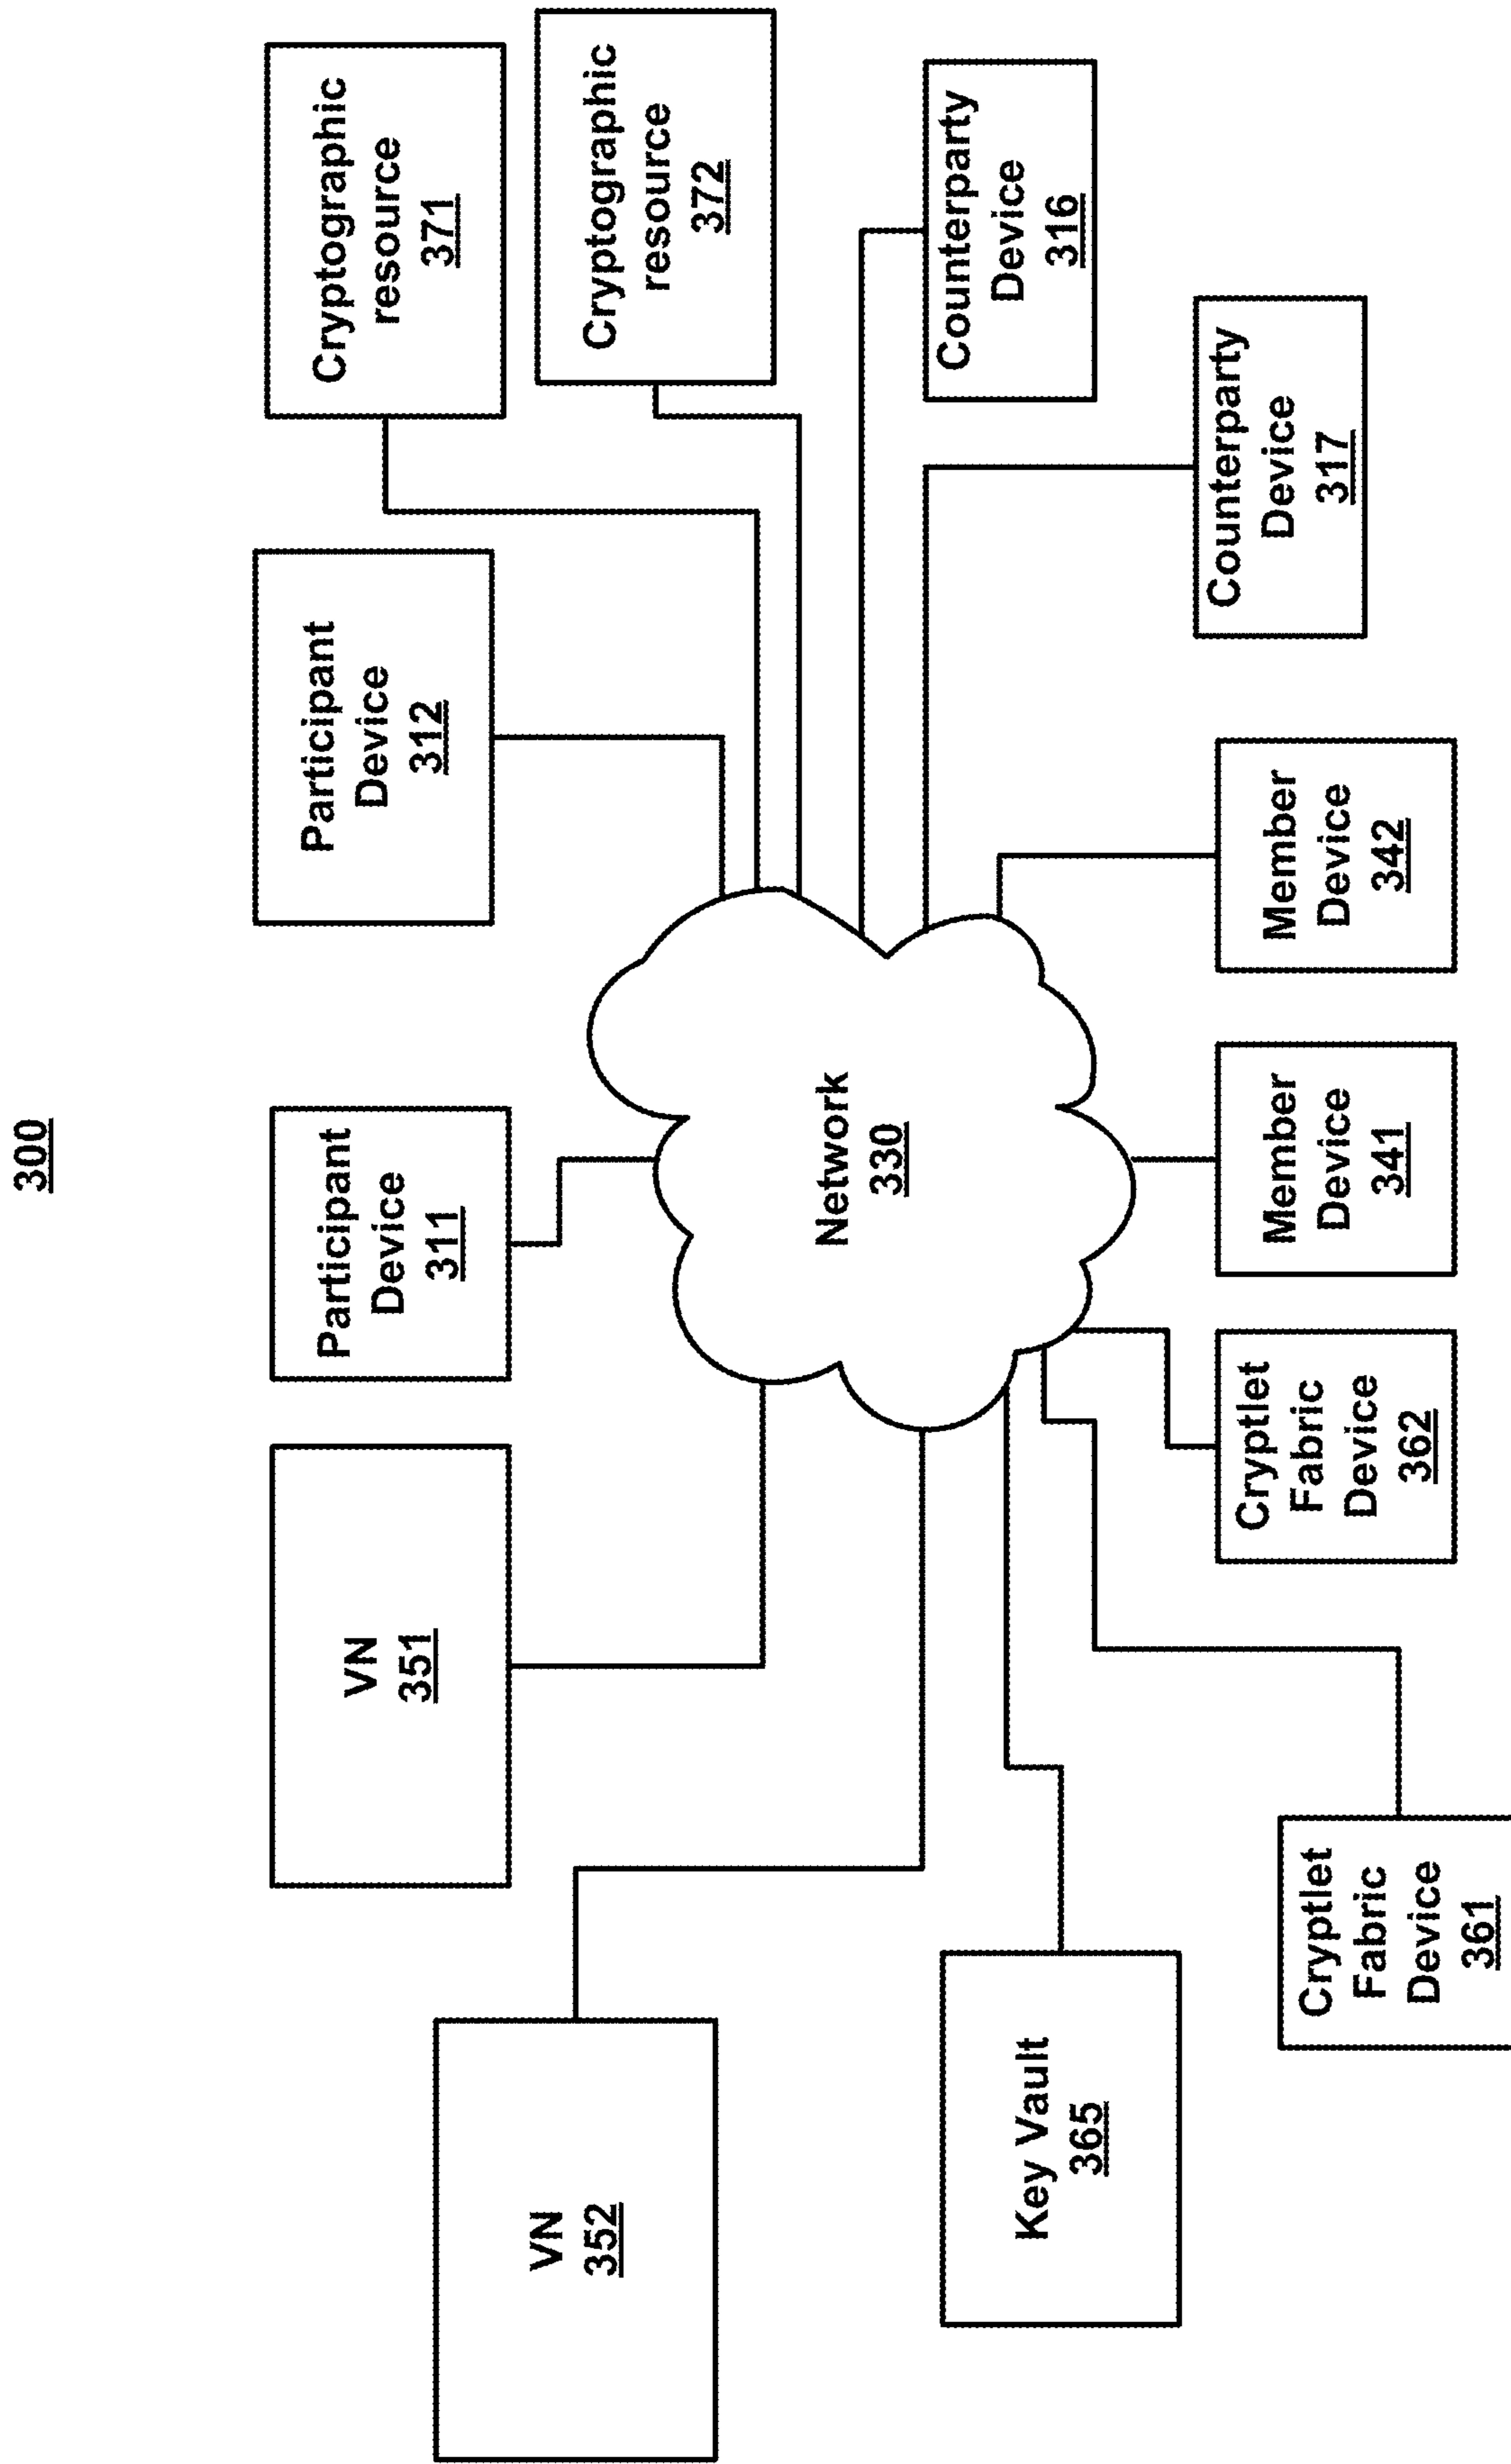 300
VN
352
VN
351
Participant
Device
311
Participant
Device
312
Cryptographic
resource
371
Cryptographic
resource
372
Network
330
Key Vault
365
Cryptlet
Fabric
Device
361
Cryptlet
Fabric
Device
362
Member
Device
341
Member
Device
342
Counterparty
Device
317
Counterparty
Device
316